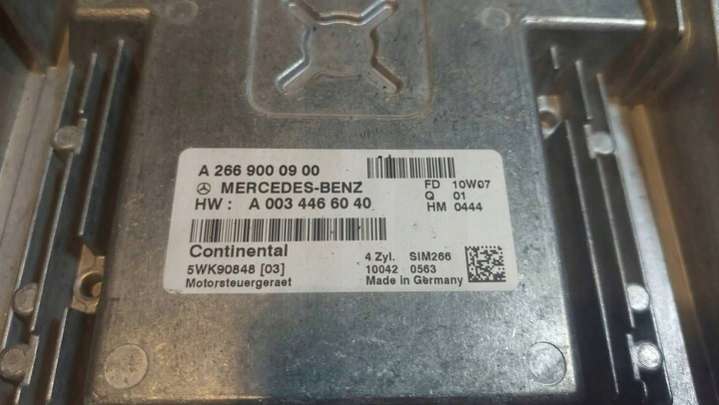 A 266 900 09 00
MERCEDES-BENZ
HW : A 003 446 60 40
FD 10W07
Q 01
HM 0444
Continental
5WK90848 [03]
Motorsteuergeraet
4 Zyl. SIM266
10042 0563
Made in Germany